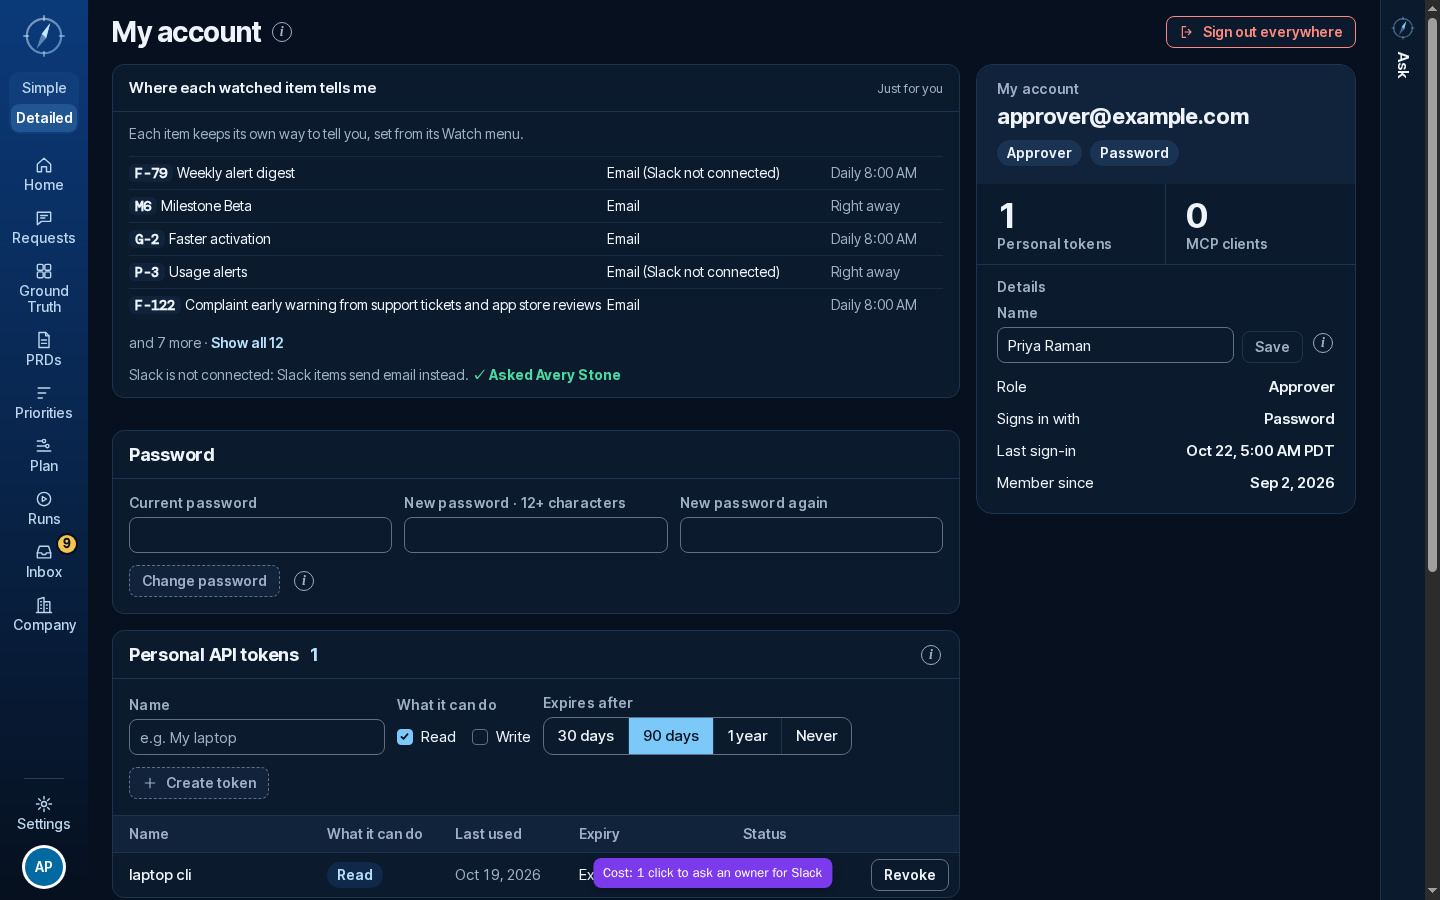 My account i
Sign out everywhere
Ask
Simple
Detailed
Home
Requests
Ground
Truth
PRDs
Priorities
Plan
Runs
9
Inbox
Company
Settings
AP
Where each watched item tells me
Just for you
Each item keeps its own way to tell you, set from its Watch menu.
F-79 Weekly alert digest Email (Slack not connected) Daily 8:00 AM
M6 Milestone Beta Email Right away
G-2 Faster activation Email Daily 8:00 AM
P-3 Usage alerts Email (Slack not connected) Right away
F-122 Complaint early warning from support tickets and app store reviews Email Daily 8:00 AM
and 7 more · Show all 12
Slack is not connected: Slack items send email instead. ✓ Asked Avery Stone
My account
approver@example.com
Approver Password
1 0
Personal tokens MCP clients
Details
Name
Priya Raman Save i
Role Approver
Signs in with Password
Last sign-in Oct 22, 5:00 AM PDT
Member since Sep 2, 2026
Password
Current password New password · 12+ characters New password again
Change password i
Personal API tokens 1 i
Name What it can do Expires after
e.g. My laptop Read Write 30 days 90 days 1 year Never
+ Create token
Name What it can do Last used Expiry Status
laptop cli Read Oct 19, 2026 Revoke
Cost: 1 click to ask an owner for Slack